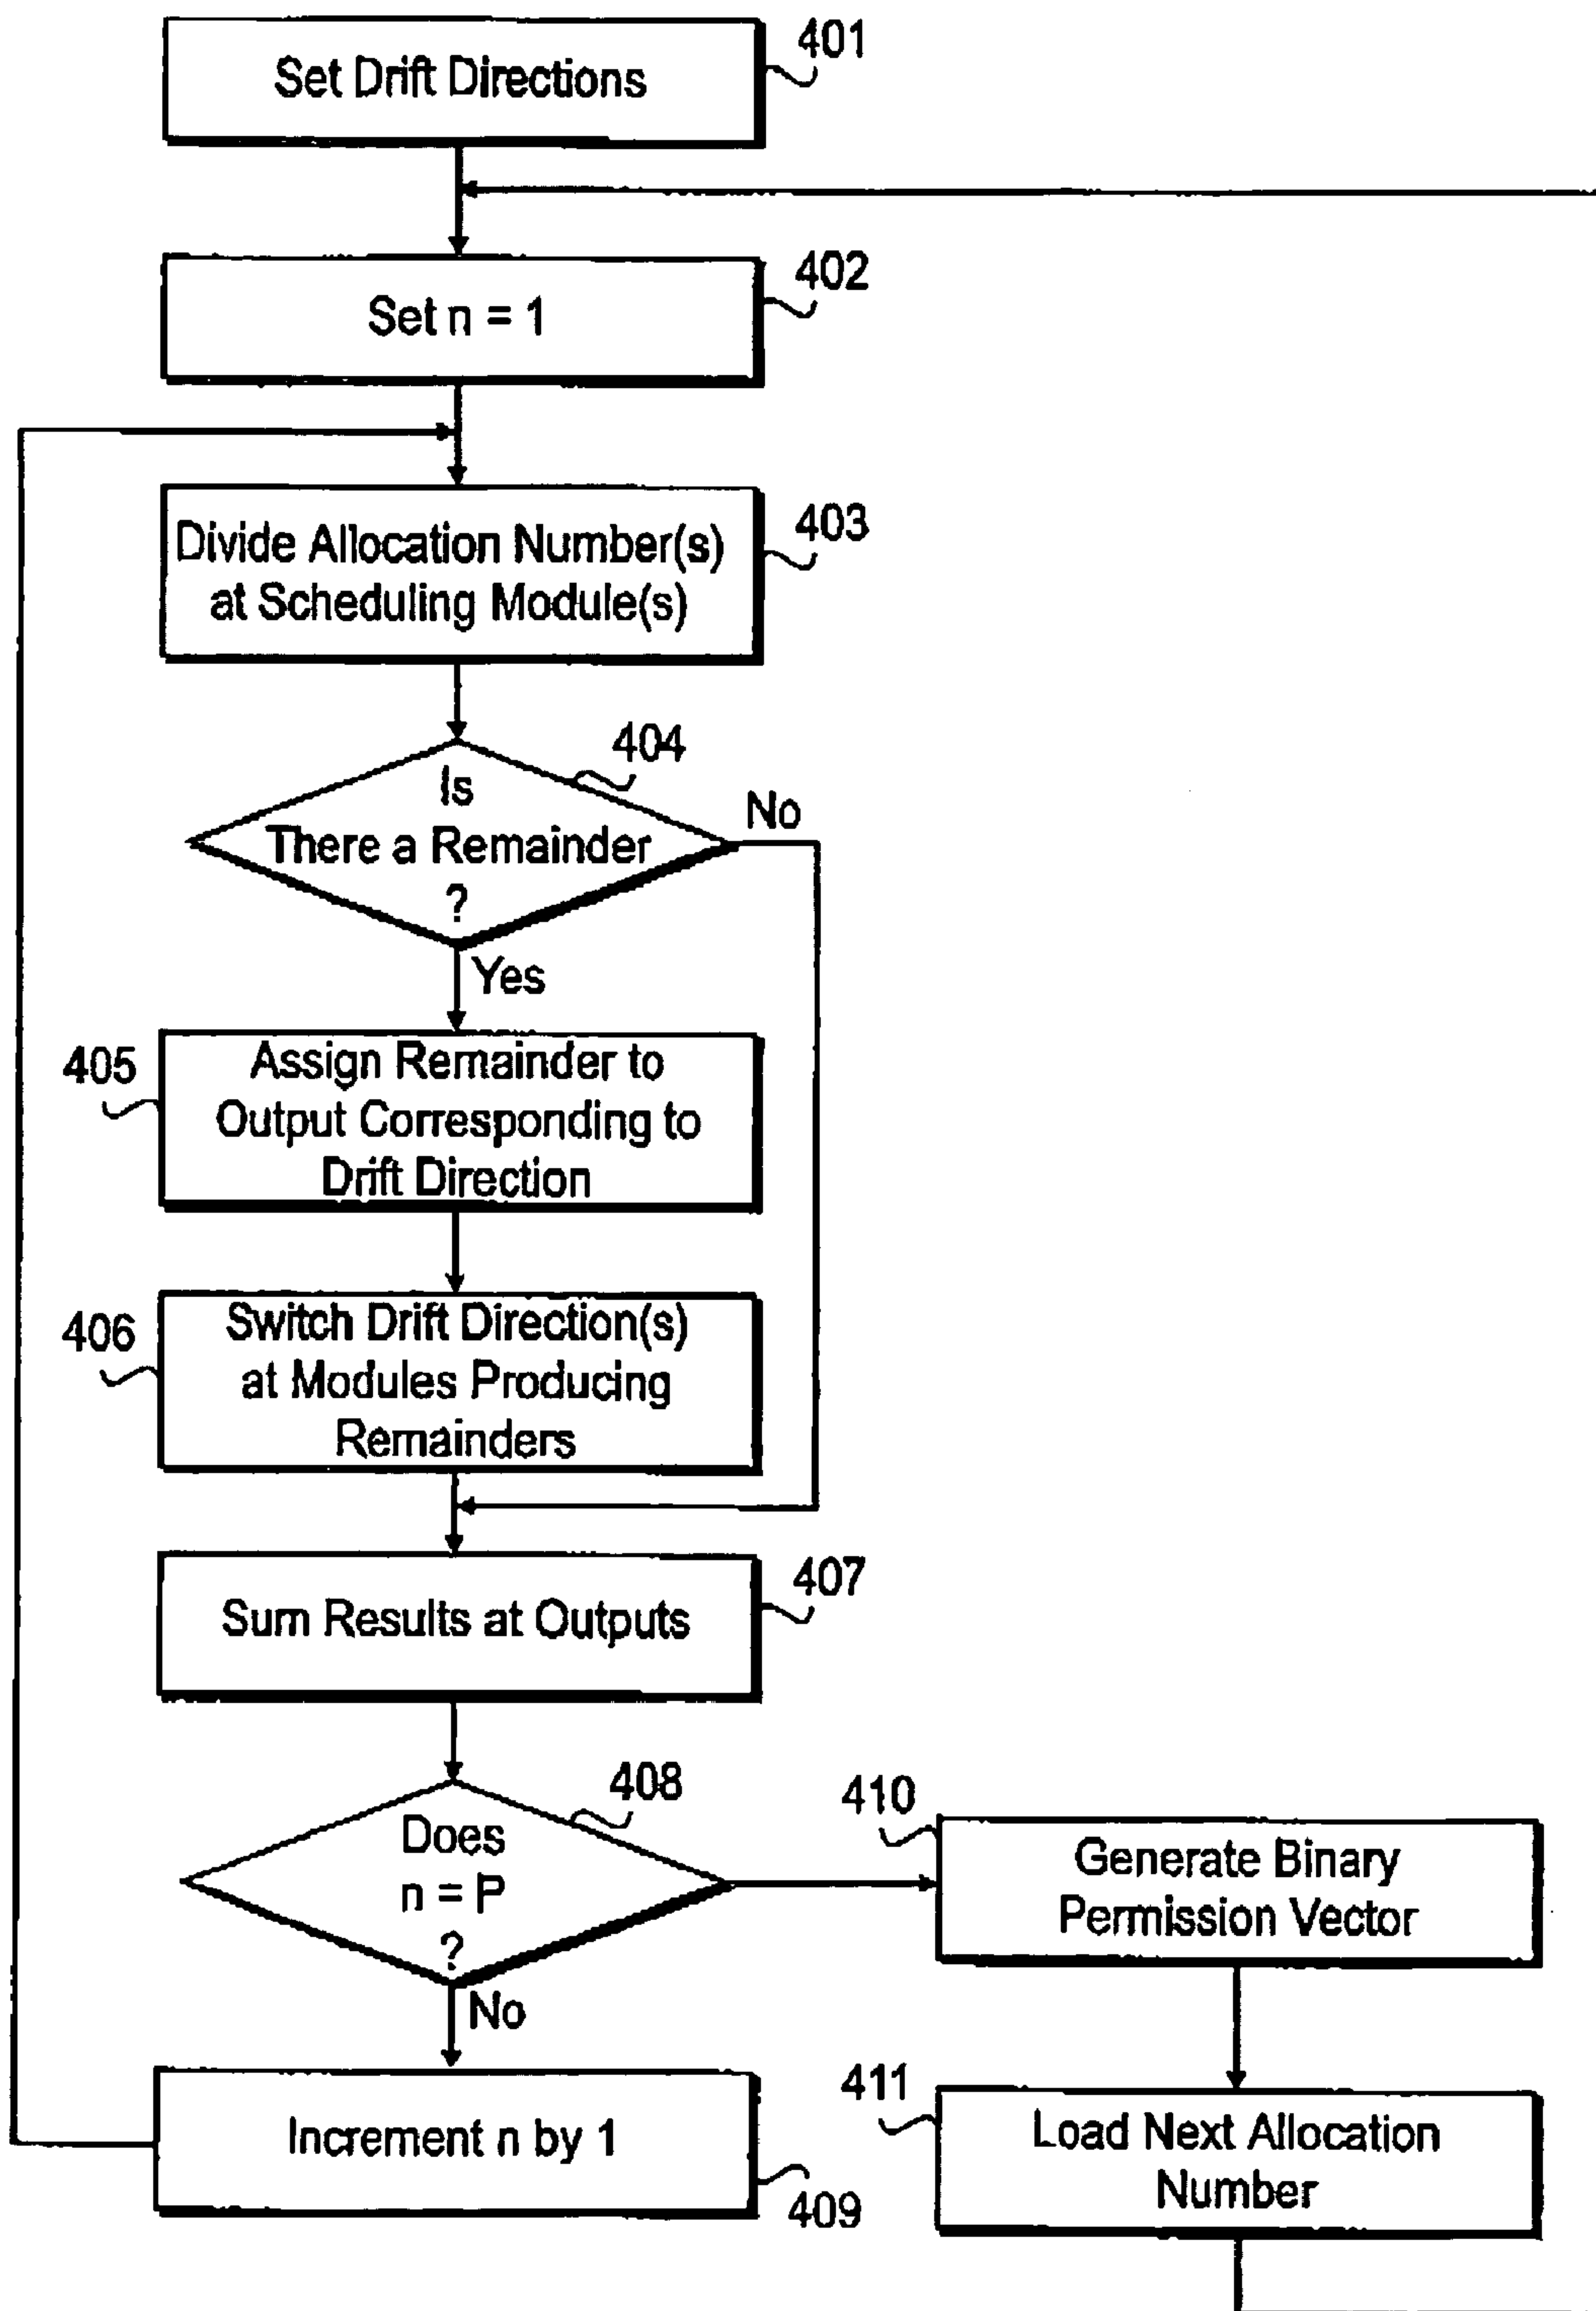 401
Set Drift Directions
402
Set n = 1
403
Divide Allocation Number(s)
at Scheduling Module(s)
404
Is
There a Remainder
?
No
Yes
405
Assign Remainder to
Output Corresponding to
Drift Direction
406
Switch Drift Direction(s)
at Modules Producing
Remainders
407
Sum Results at Outputs
408
Does
n = P
?
No
410
Generate Binary
Permission Vector
409
Increment n by 1
411
Load Next Allocation
Number